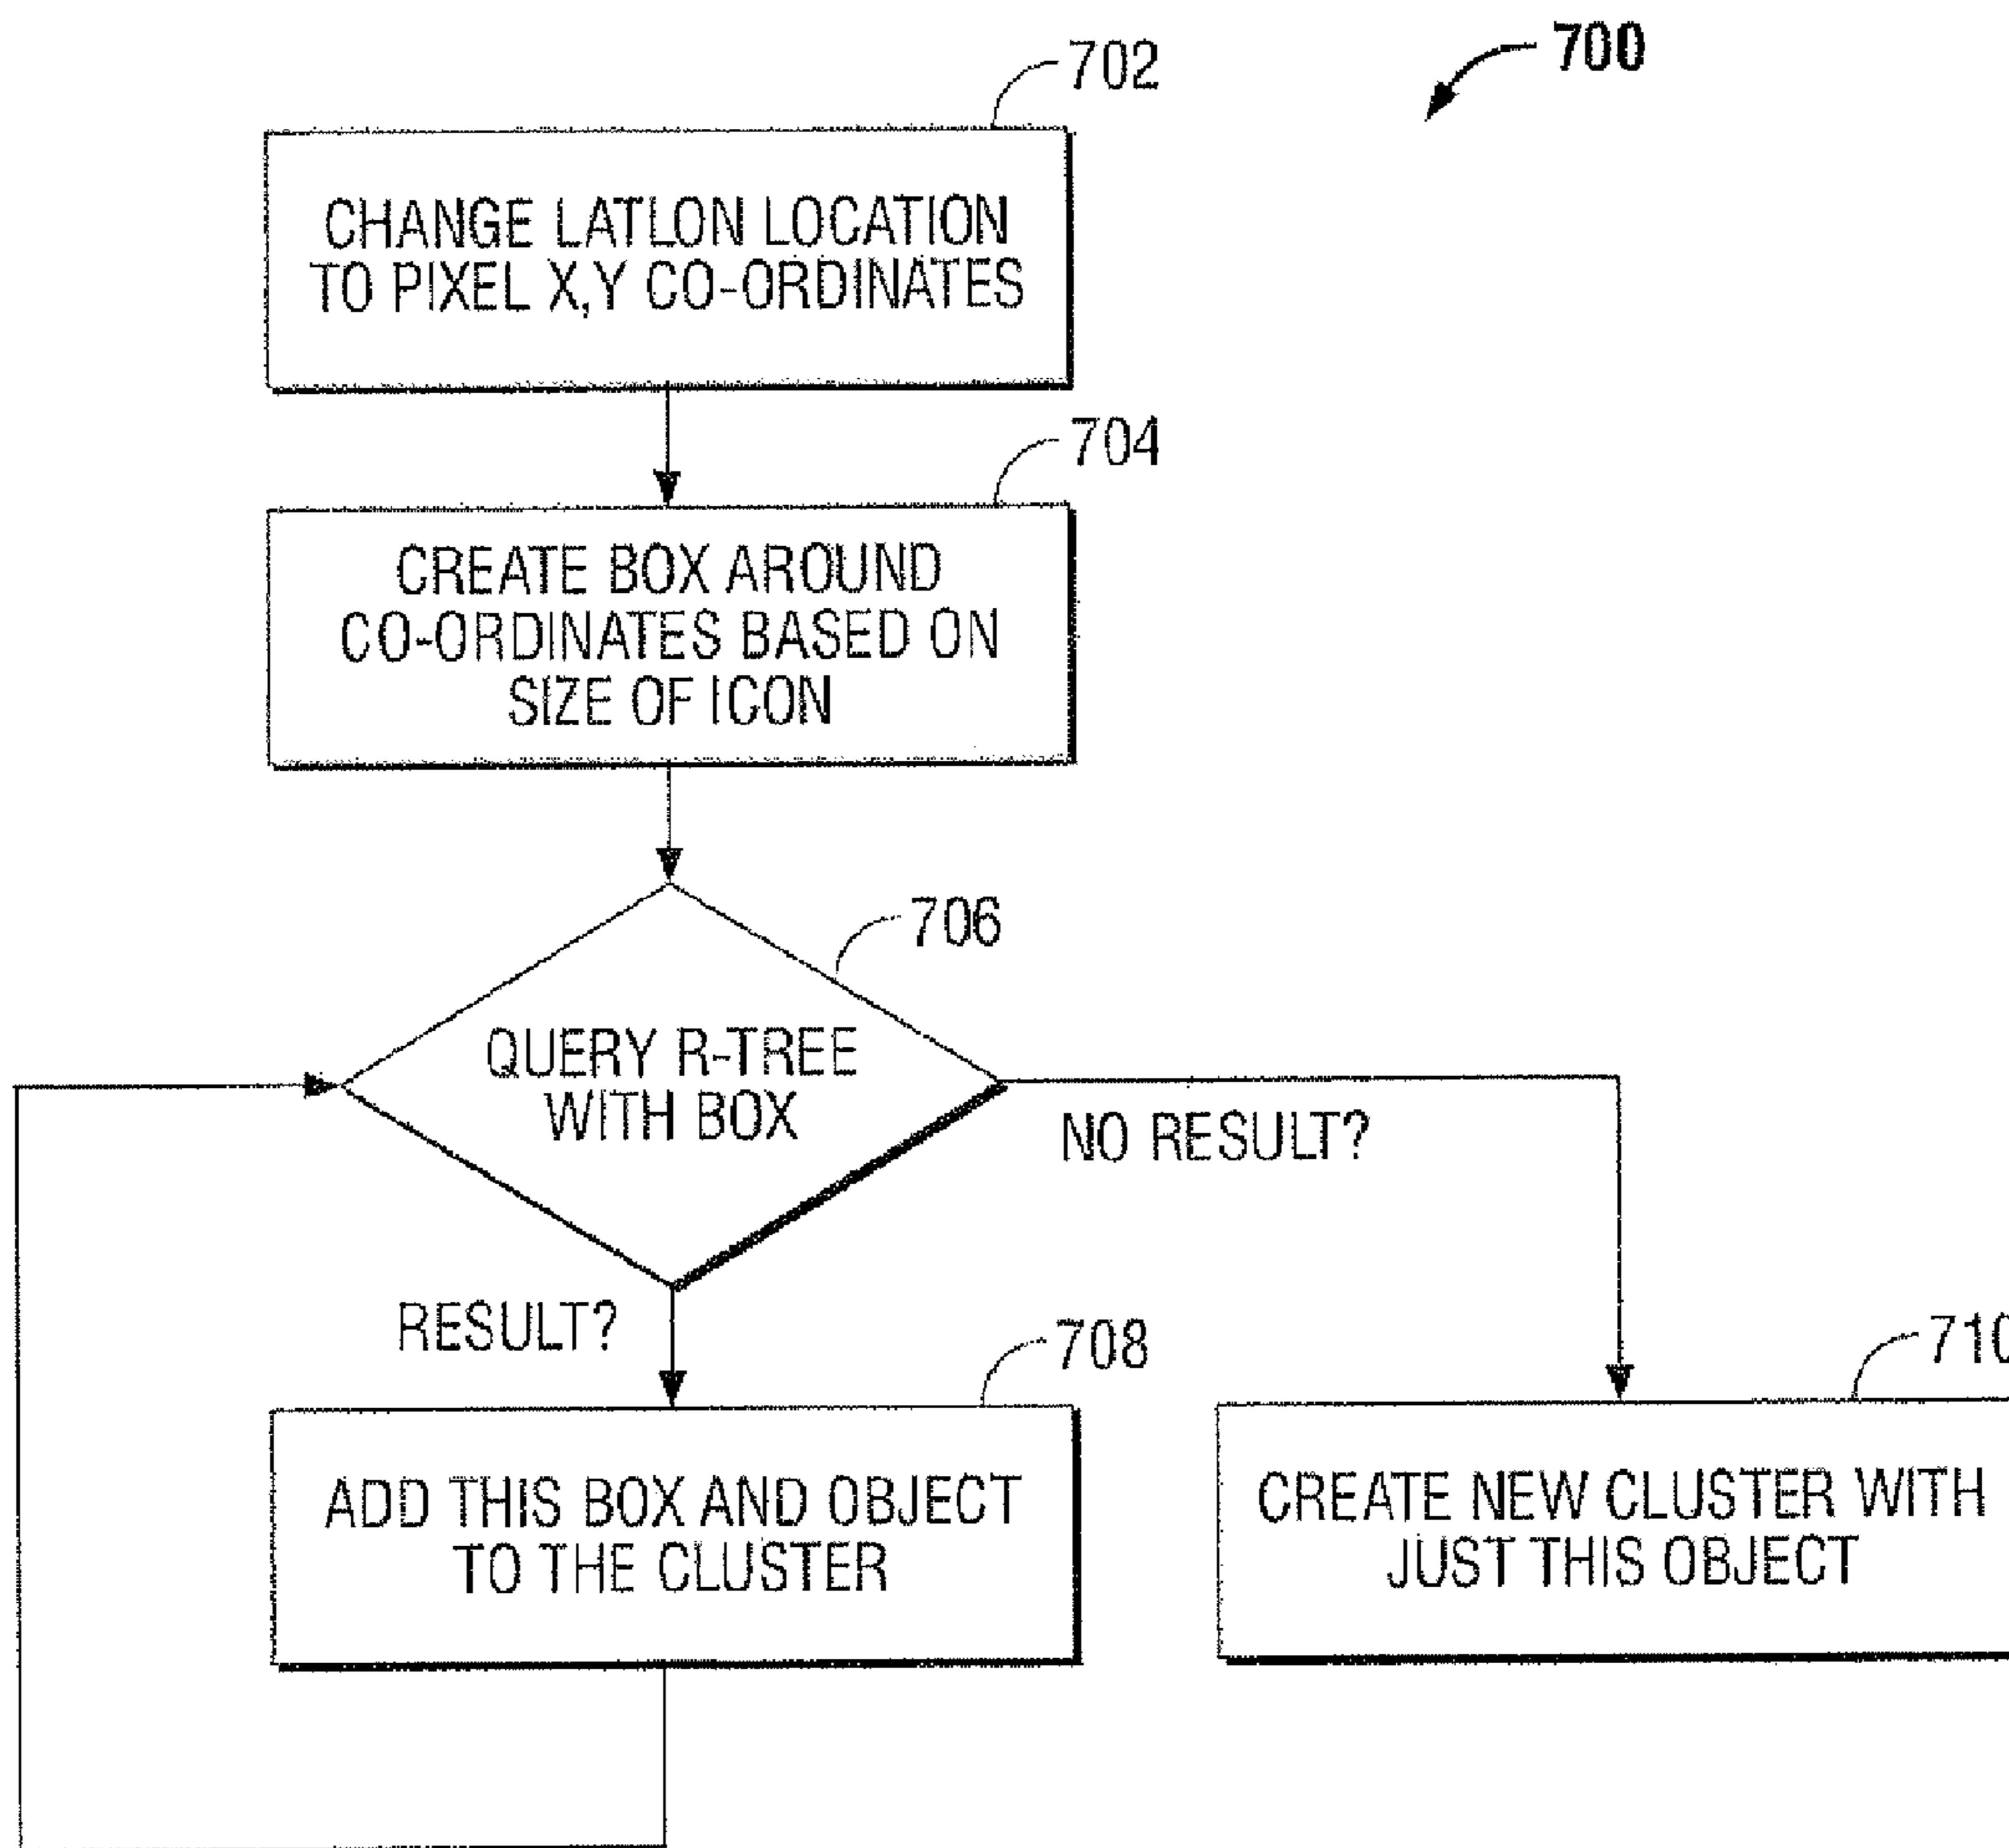 700
702
CHANGE LATLON LOCATION
TO PIXEL X,Y CO-ORDINATES
704
CREATE BOX AROUND
CO-ORDINATES BASED ON
SIZE OF ICON
706
QUERY R-TREE
WITH BOX
NO RESULT?
RESULT?
708
710
ADD THIS BOX AND OBJECT
TO THE CLUSTER
CREATE NEW CLUSTER WITH
JUST THIS OBJECT